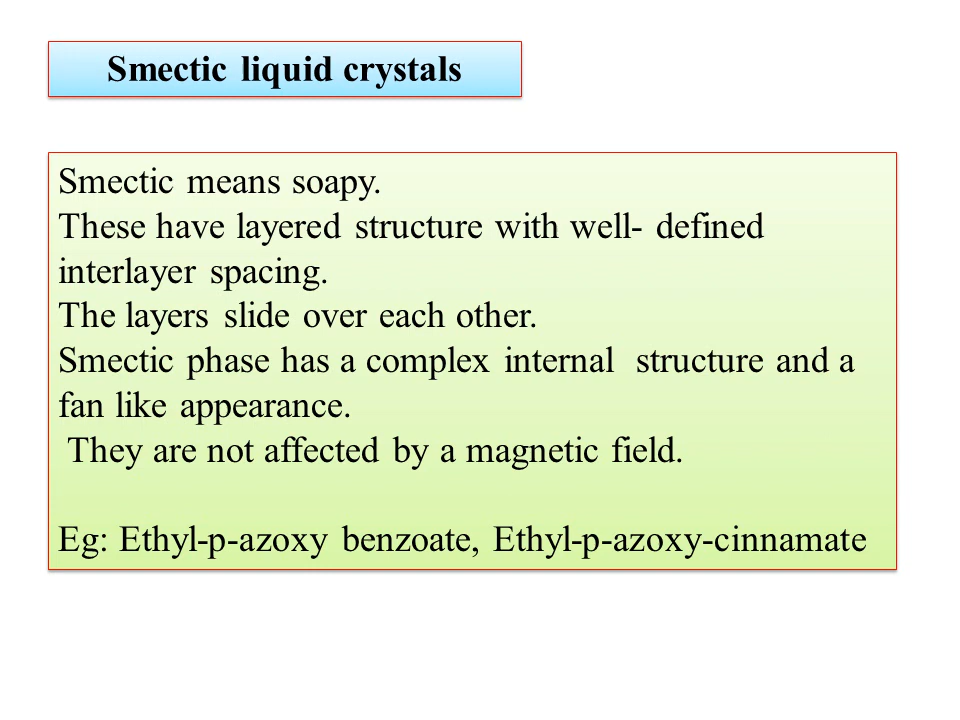 Smectic liquid crystals
Smectic means soapy.
These have layered structure with well- defined
interlayer spacing.
The layers slide over each other.
Smectic phase has a complex internal  structure and a
fan like appearance.
They are not affected by a magnetic field.
Eg: Ethyl-p-azoxy benzoate, Ethyl-p-azoxy-cinnamate